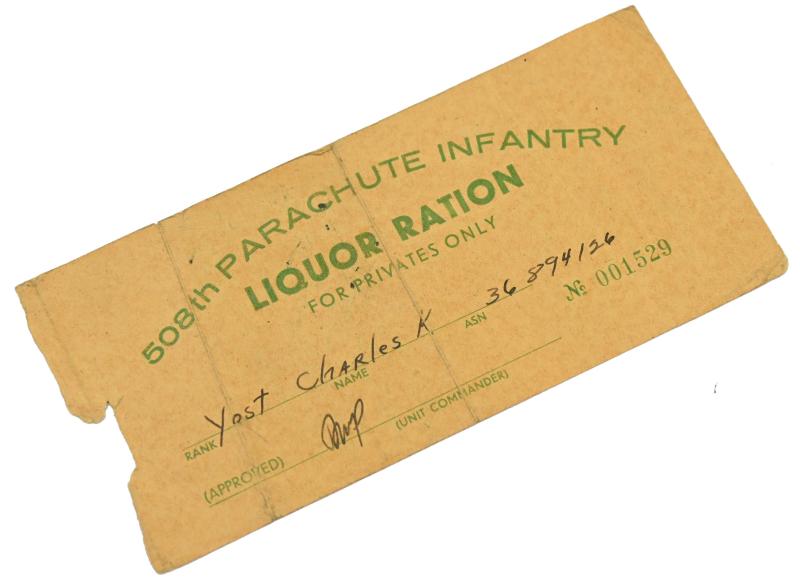 508th PARACHUTE INFANTRY
LIQUOR RATION
FOR PRIVATES ONLY
Yost Charles K 36 894126
RANK NAME ASN № 001529
(APPROVED) (UNIT COMMANDER)